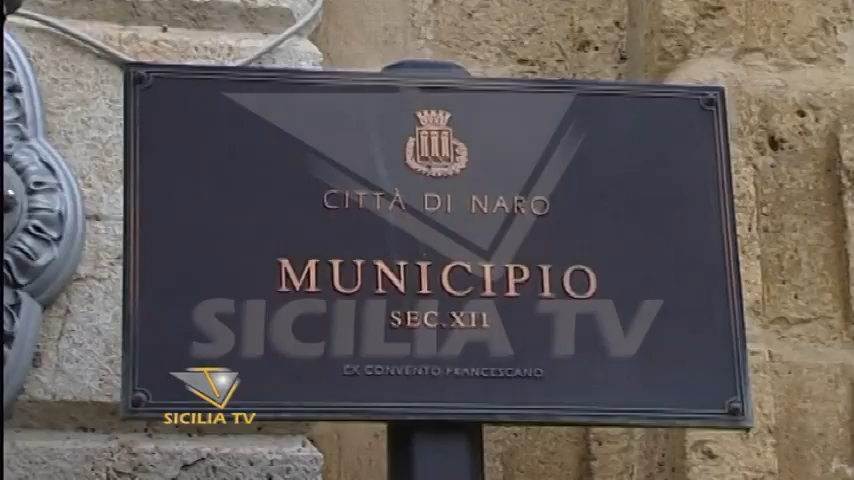 CITTÀ DI NARO
MUNICIPIO
SEC. XII
SICILIA TV
EX CONVENTO FRANCESCANO
SICILIA TV